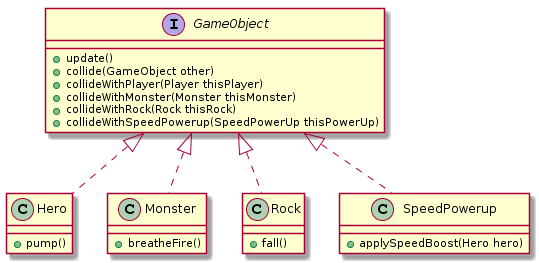 I GameObject
update()
collide(GameObject other)
collideWithPlayer(Player thisPlayer)
collideWithMonster(Monster thisMonster)
collideWithRock(Rock thisRock)
collideWithSpeedPowerup(SpeedPowerUp thisPowerUp)
C Hero
pump()
C Monster
breatheFire()
C Rock
fall()
C SpeedPowerup
applySpeedBoost(Hero hero)